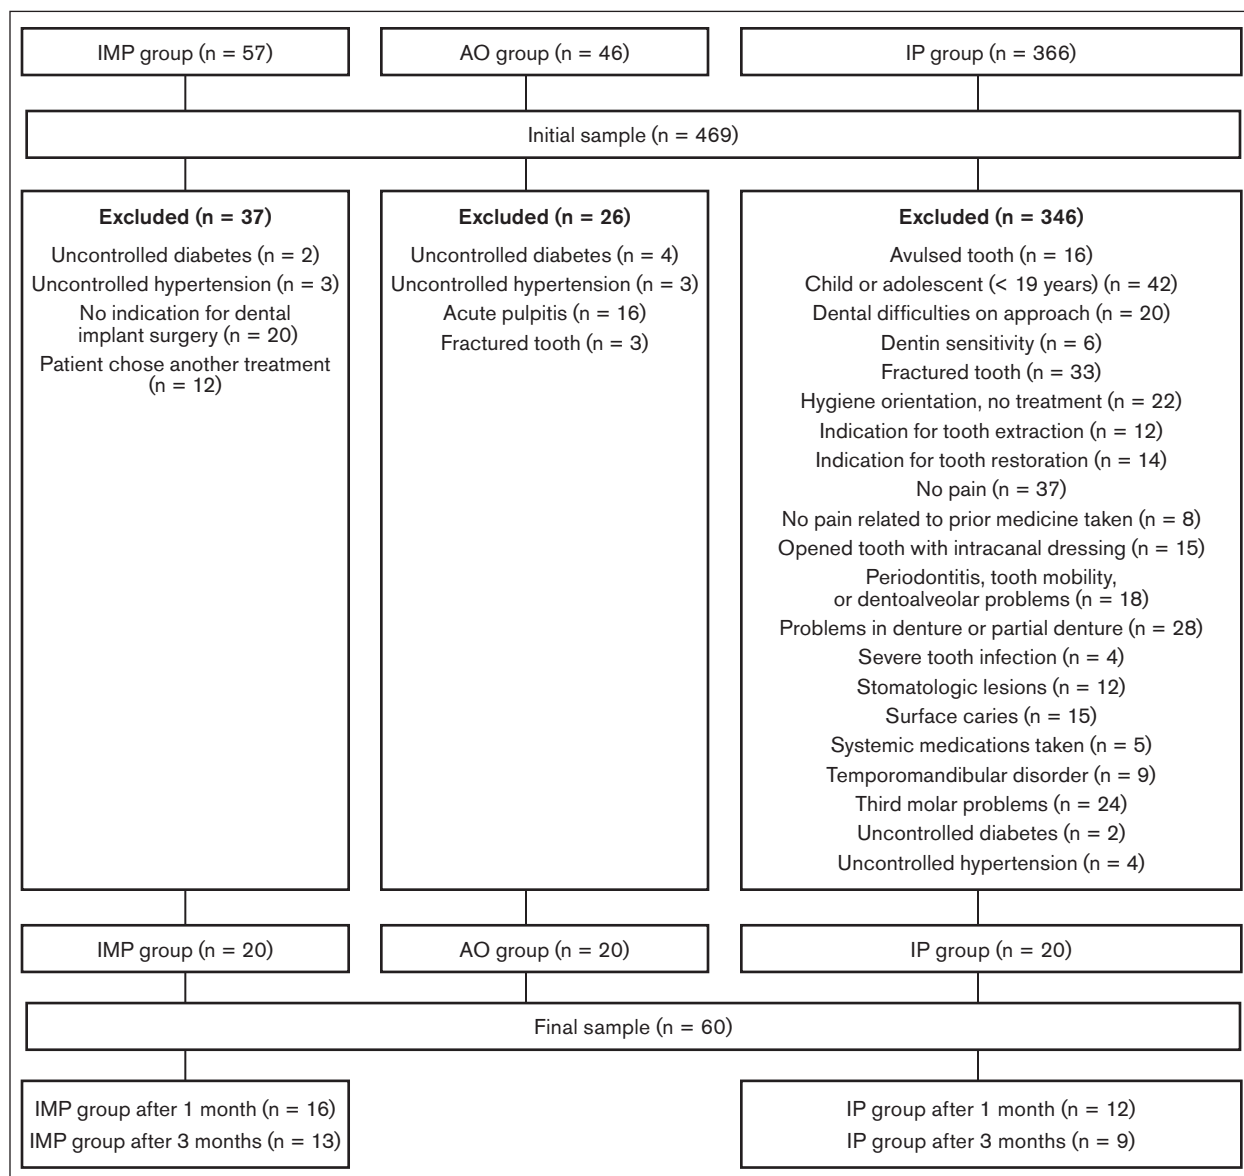 IMP group (n = 57)
AO group (n = 46)
IP group (n = 366)
Initial sample (n = 469)
Excluded (n = 37)
Uncontrolled diabetes (n = 2)
Uncontrolled hypertension (n = 3)
No indication for dental
implant surgery (n = 20)
Patient chose another treatment
(n = 12)
Excluded (n = 26)
Uncontrolled diabetes (n = 4)
Uncontrolled hypertension (n = 3)
Acute pulpitis (n = 16)
Fractured tooth (n = 3)
Excluded (n = 346)
Avulsed tooth (n = 16)
Child or adolescent (< 19 years) (n = 42)
Dental difficulties on approach (n = 20)
Dentin sensitivity (n = 6)
Fractured tooth (n = 33)
Hygiene orientation, no treatment (n = 22)
Indication for tooth extraction (n = 12)
Indication for tooth restoration (n = 14)
No pain (n = 37)
No pain related to prior medicine taken (n = 8)
Opened tooth with intracanal dressing (n = 15)
Periodontitis, tooth mobility,
or dentoalveolar problems (n = 18)
Problems in denture or partial denture (n = 28)
Severe tooth infection (n = 4)
Stomatologic lesions (n = 12)
Surface caries (n = 15)
Systemic medications taken (n = 5)
Temporomandibular disorder (n = 9)
Third molar problems (n = 24)
Uncontrolled diabetes (n = 2)
Uncontrolled hypertension (n = 4)
IMP group (n = 20)
AO group (n = 20)
IP group (n = 20)
Final sample (n = 60)
IMP group after 1 month (n = 16)
IMP group after 3 months (n = 13)
IP group after 1 month (n = 12)
IP group after 3 months (n = 9)